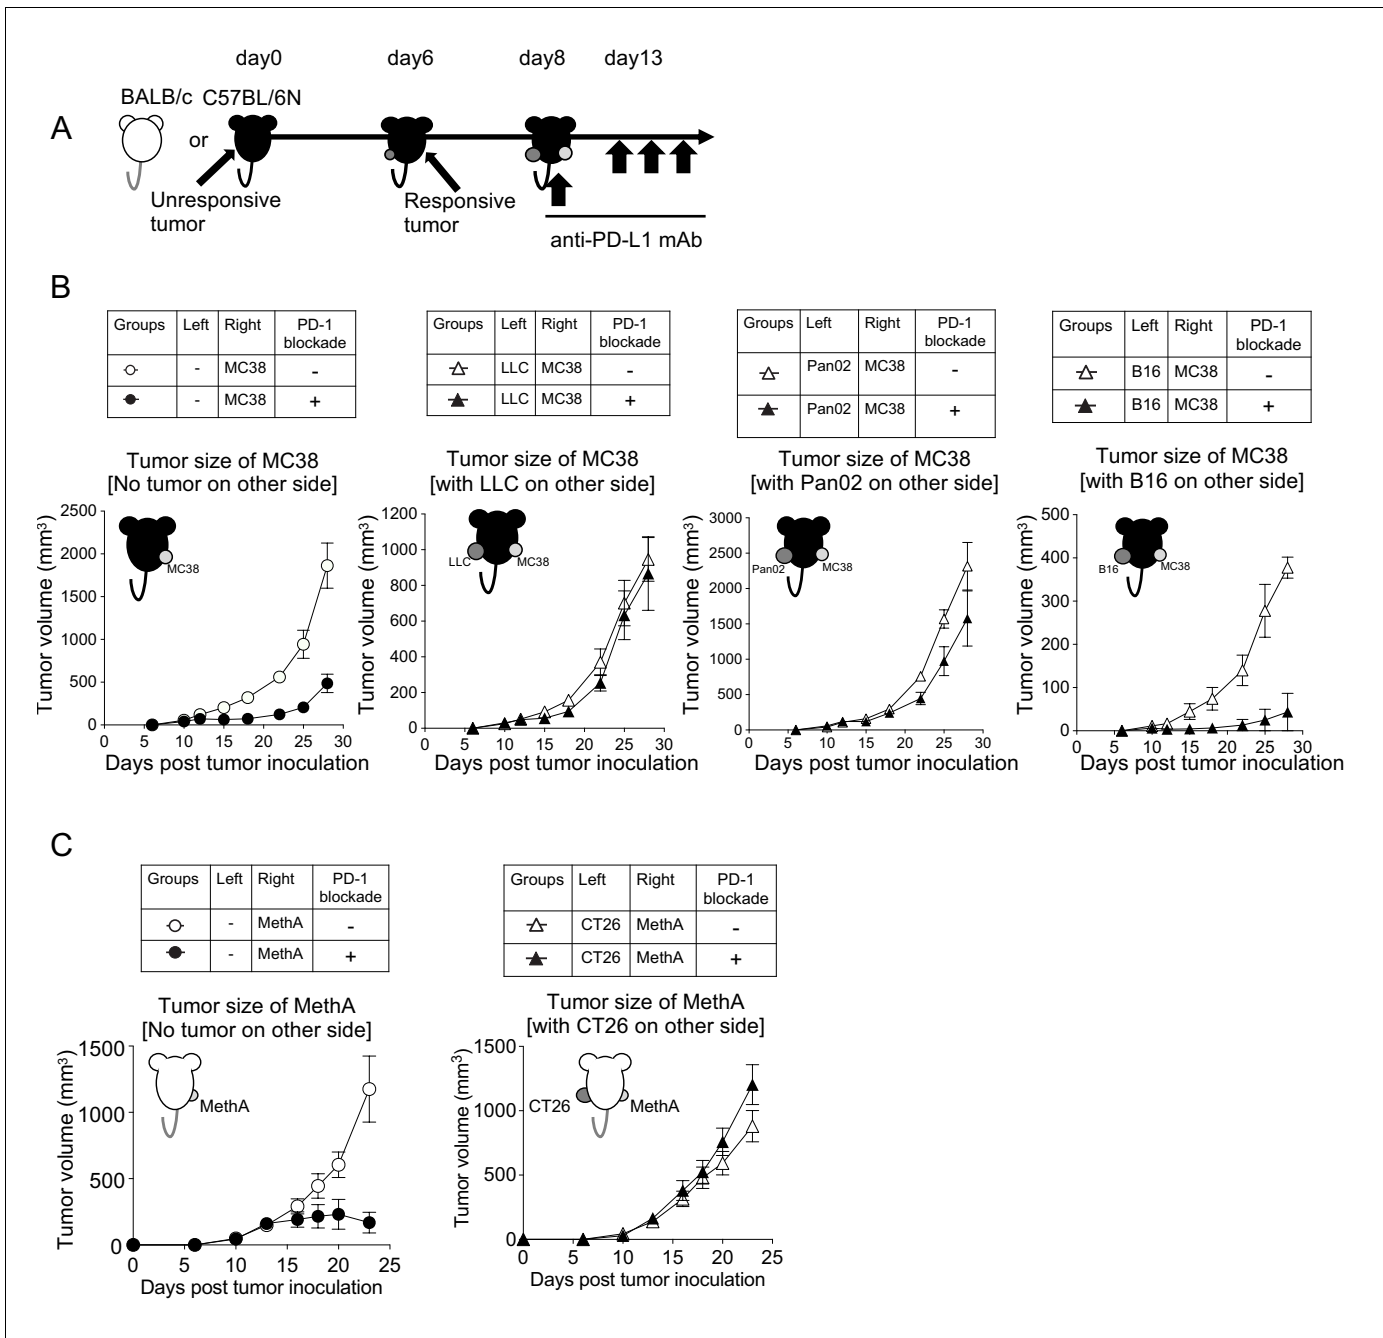 day0 day6 day8 day13
BALB/c C57BL/6N
A
or
Unresponsive
tumor
Responsive
tumor
anti-PD-L1 mAb
B
Groups Left Right PD-1
blockade
- MC38 -
- MC38 +
Tumor size of MC38
[No tumor on other side]
Tumor volume (mm³)
2500
2000
1500
1000
500
0
MC38
0 5 10 15 20 25 30
Days post tumor inoculation
Groups Left Right PD-1
blockade
LLC MC38 -
LLC MC38 +
Tumor size of MC38
[with LLC on other side]
Tumor volume (mm³)
1200
1000
800
600
400
200
0
LLC MC38
0 5 10 15 20 25 30
Days post tumor inoculation
Groups Left Right PD-1
blockade
Pan02 MC38 -
Pan02 MC38 +
Tumor size of MC38
[with Pan02 on other side]
Tumor volume (mm³)
3000
2500
2000
1500
1000
500
0
Pan02 MC38
0 5 10 15 20 25 30
Days post tumor inoculation
Groups Left Right PD-1
blockade
B16 MC38 -
B16 MC38 +
Tumor size of MC38
[with B16 on other side]
Tumor volume (mm³)
500
400
300
200
100
0
B16 MC38
0 5 10 15 20 25 30
Days post tumor inoculation
C
Groups Left Right PD-1
blockade
- MethA -
- MethA +
Tumor size of MethA
[No tumor on other side]
Tumor volume (mm³)
1500
1000
500
0
MethA
0 5 10 15 20 25
Days post tumor inoculation
Groups Left Right PD-1
blockade
CT26 MethA -
CT26 MethA +
Tumor size of MethA
[with CT26 on other side]
Tumor volume (mm³)
1500
1000
500
0
CT26 MethA
0 5 10 15 20 25
Days post tumor inoculation